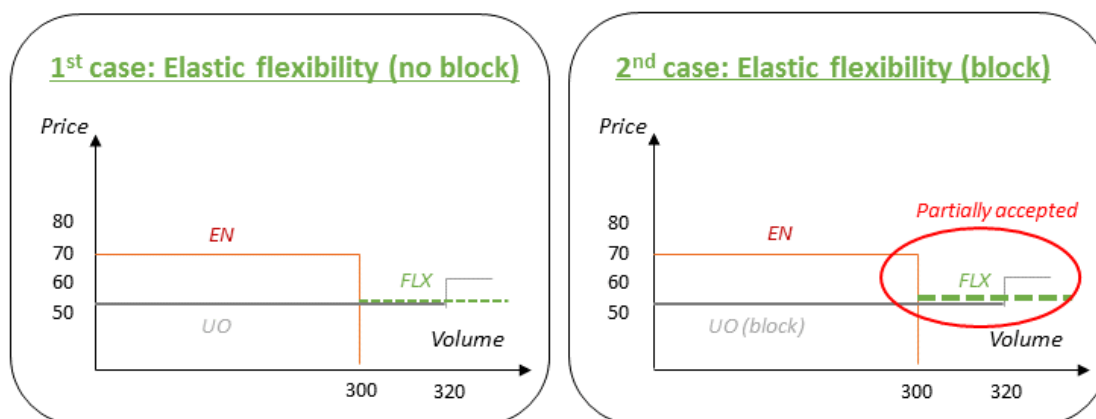 1st case: Elastic flexibility (no block)
Price
80
70
60
50
EN
FLX
UO
Volume
300
320
2nd case: Elastic flexibility (block)
Price
80
70
60
50
Partially accepted
EN
FLX
UO (block)
Volume
300
320